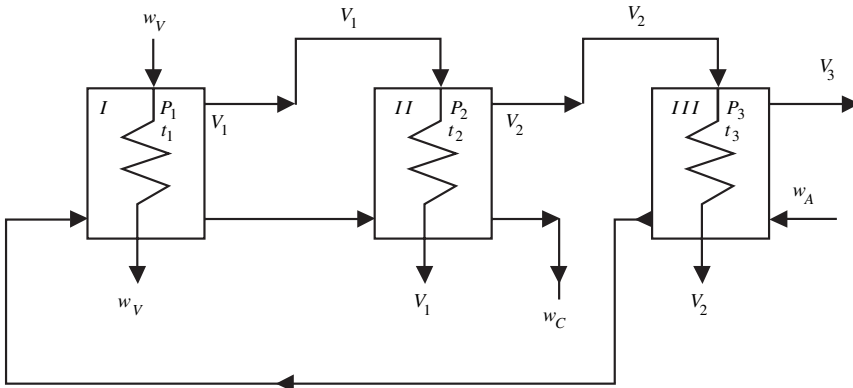 w_V
V_1
V_2
V_3
I
P_1
t_1
V_1
II
P_2
t_2
V_2
III
P_3
t_3
w_A
w_V
V_1
w_C
V_2